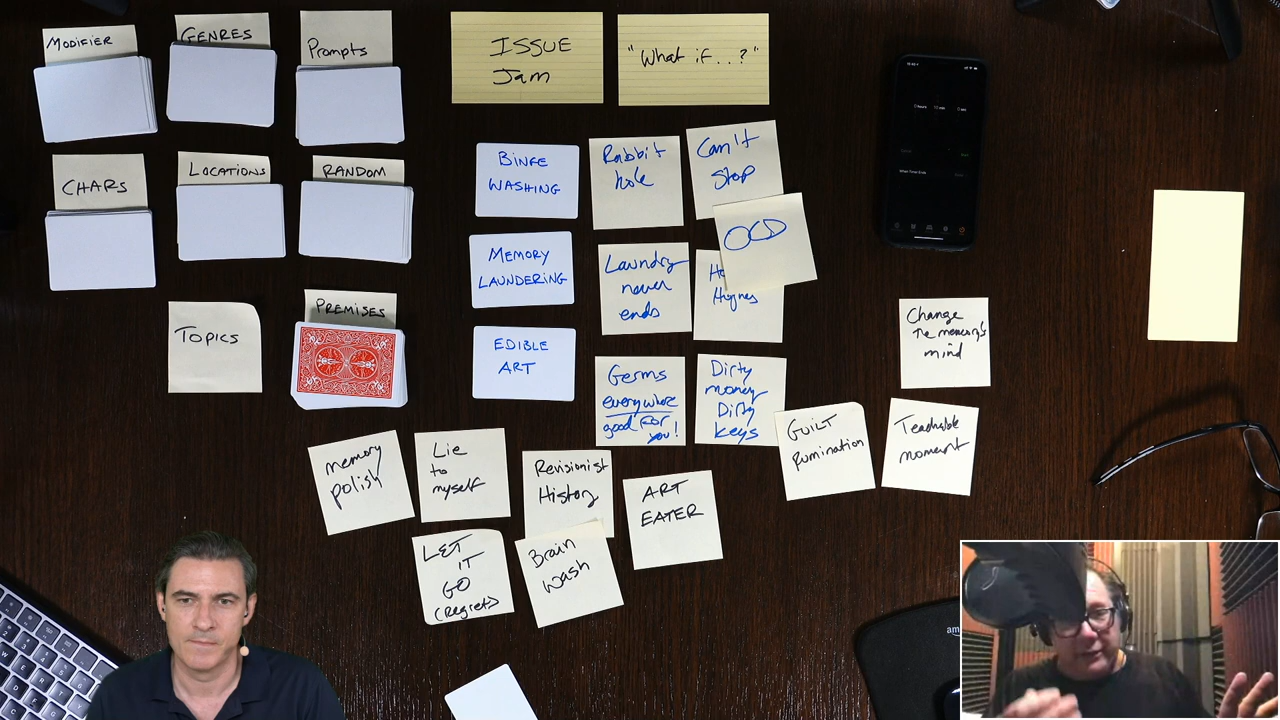 MODIFIER
GENRES
Prompts
ISSUE
Jam
"What if...?"
CHARS
LOCATIONS
RANDOM
TOPICS
PREMISES
BINGE
WASHING
Rabbit
hole
Can't
stop
OCD
MEMORY
LAUNDERING
Laundry
never
ends
Hughes
EDIBLE
ART
Germs
everywhere
good for
you!
Dirty
money
Dirty
keys
Change
the memory's
mind
GUILT
Rumination
Teachable
moment
memory
polish
Lie
to
myself
Revisionist
History
ART
EATER
LET
IT
GO
(regrets)
Brain
wash